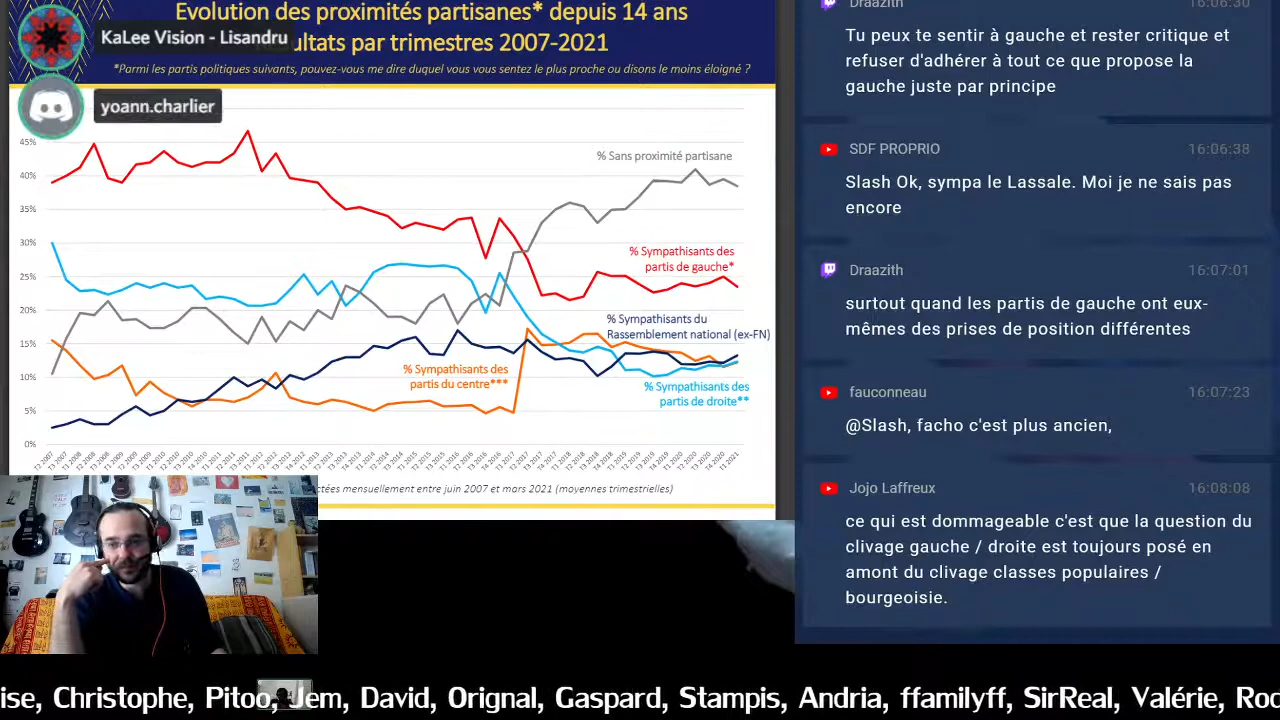 Evolution des proximités partisanes* depuis 14 ans
KaLee Vision - Lisandru
ultats par trimestres 2007-2021
*Parmi les partis politiques suivants, pouvez-vous me dire duquel vous vous sentez le plus proche ou disons le moins éloigné ?
yoann.charlier
45%
40%
35%
30%
25%
20%
15%
10%
5%
0%
% Sans proximité partisane
% Sympathisants des
partis de gauche*
% Sympathisants du
Rassemblement national (ex-FN)
% Sympathisants des
partis du centre***
% Sympathisants des
partis de droite**
ctées mensuellement entre juin 2007 et mars 2021 (moyennes trimestrielles)
Draazith 16:06:30
Tu peux te sentir à gauche et rester critique et
refuser d'adhérer à tout ce que propose la
gauche juste par principe
SDF PROPRIO 16:06:38
Slash Ok, sympa le Lassale. Moi je ne sais pas
encore
Draazith 16:07:01
surtout quand les partis de gauche ont eux-
mêmes des prises de position différentes
fauconneau 16:07:23
@Slash, facho c'est plus ancien,
Jojo Laffreux 16:08:08
ce qui est dommageable c'est que la question du
clivage gauche / droite est toujours posé en
amont du clivage classes populaires /
bourgeoisie.
ise, Christophe, Pitoo, Jem, David, Orignal, Gaspard, Stampis, Andria, ffamilyff, SirReal, Valérie, Roc